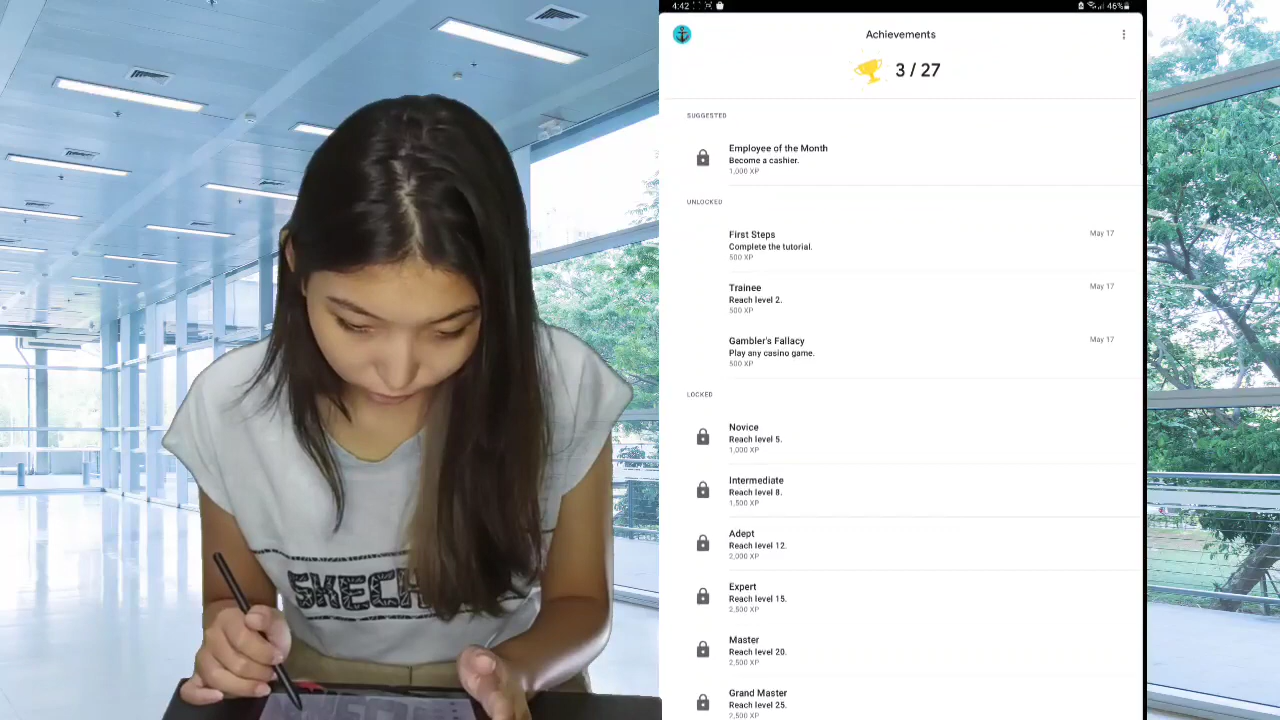 4:42
46%
Achievements
3 / 27
SUGGESTED
Employee of the Month
Become a cashier.
1,000 XP
UNLOCKED
First Steps
May 17
Complete the tutorial.
500 XP
Trainee
May 17
Reach level 2.
500 XP
Gambler's Fallacy
May 17
Play any casino game.
500 XP
LOCKED
Novice
Reach level 5.
1,000 XP
Intermediate
Reach level 8.
1,500 XP
Adept
Reach level 12.
2,000 XP
Expert
Reach level 15.
2,500 XP
Master
Reach level 20.
2,500 XP
Grand Master
Reach level 25.
2,500 XP
SKECH